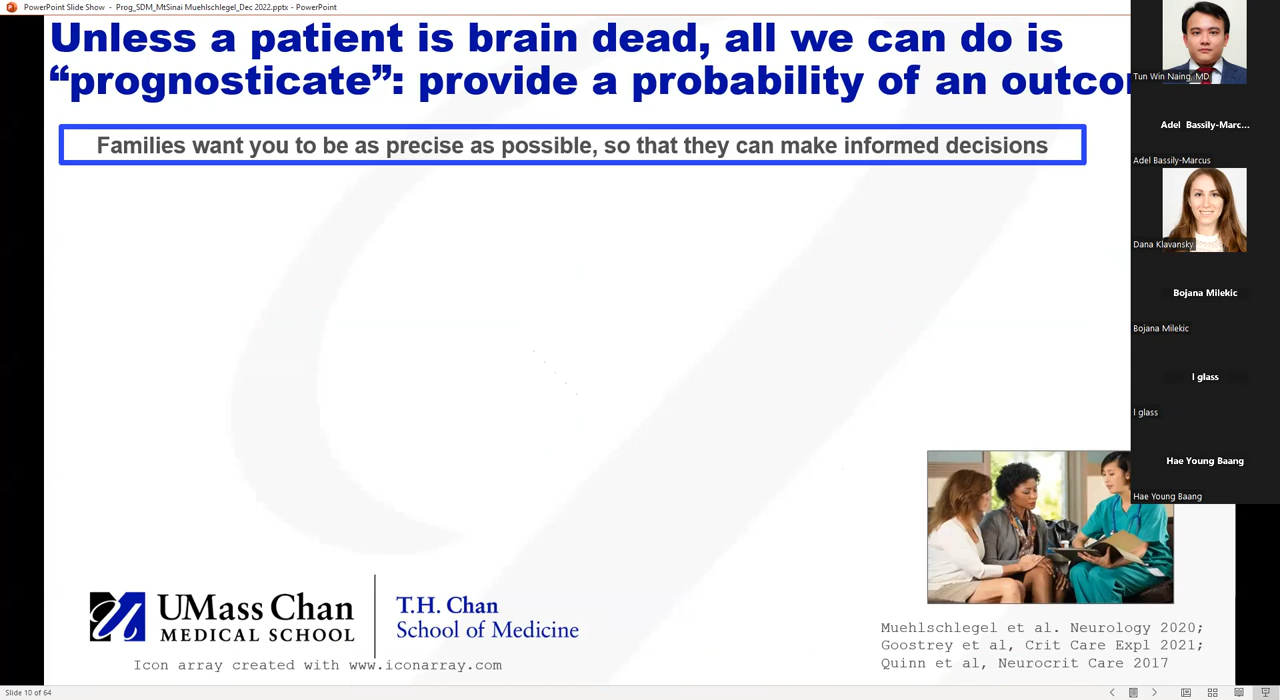 PowerPoint Slide Show - Prog_SDM_MtSinai Muehlschlegel_Dec 2022.pptx - PowerPoint
Unless a patient is brain dead, all we can do is
“prognosticate”: provide a probability of an outcor
Families want you to be as precise as possible, so that they can make informed decisions
Tun Win Naing, MD
Adel Bassily-Marc...
Adel Bassily-Marcus
Dana Klavansky
Bojana Milekic
Bojana Milekic
I glass
I glass
Hae Young Baang
Hae Young Baang
UMass Chan
MEDICAL SCHOOL
T.H. Chan
School of Medicine
Icon array created with www.iconarray.com
Muehlschlegel et al. Neurology 2020;
Goostrey et al, Crit Care Expl 2021;
Quinn et al, Neurocrit Care 2017
Slide 10 of 64